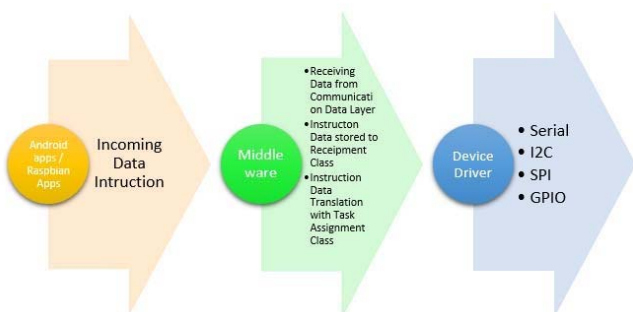 Android
apps /
Raspbian
Apps
Incoming
Data
Intruction
Middle
ware
•Receiving
Data from
Communicati
on Data Layer
•Instructon
Data stored to
Receipment
Class
•Instruction
Data
Translation
with Task
Assignment
Class
Device
Driver
• Serial
• I2C
• SPI
• GPIO